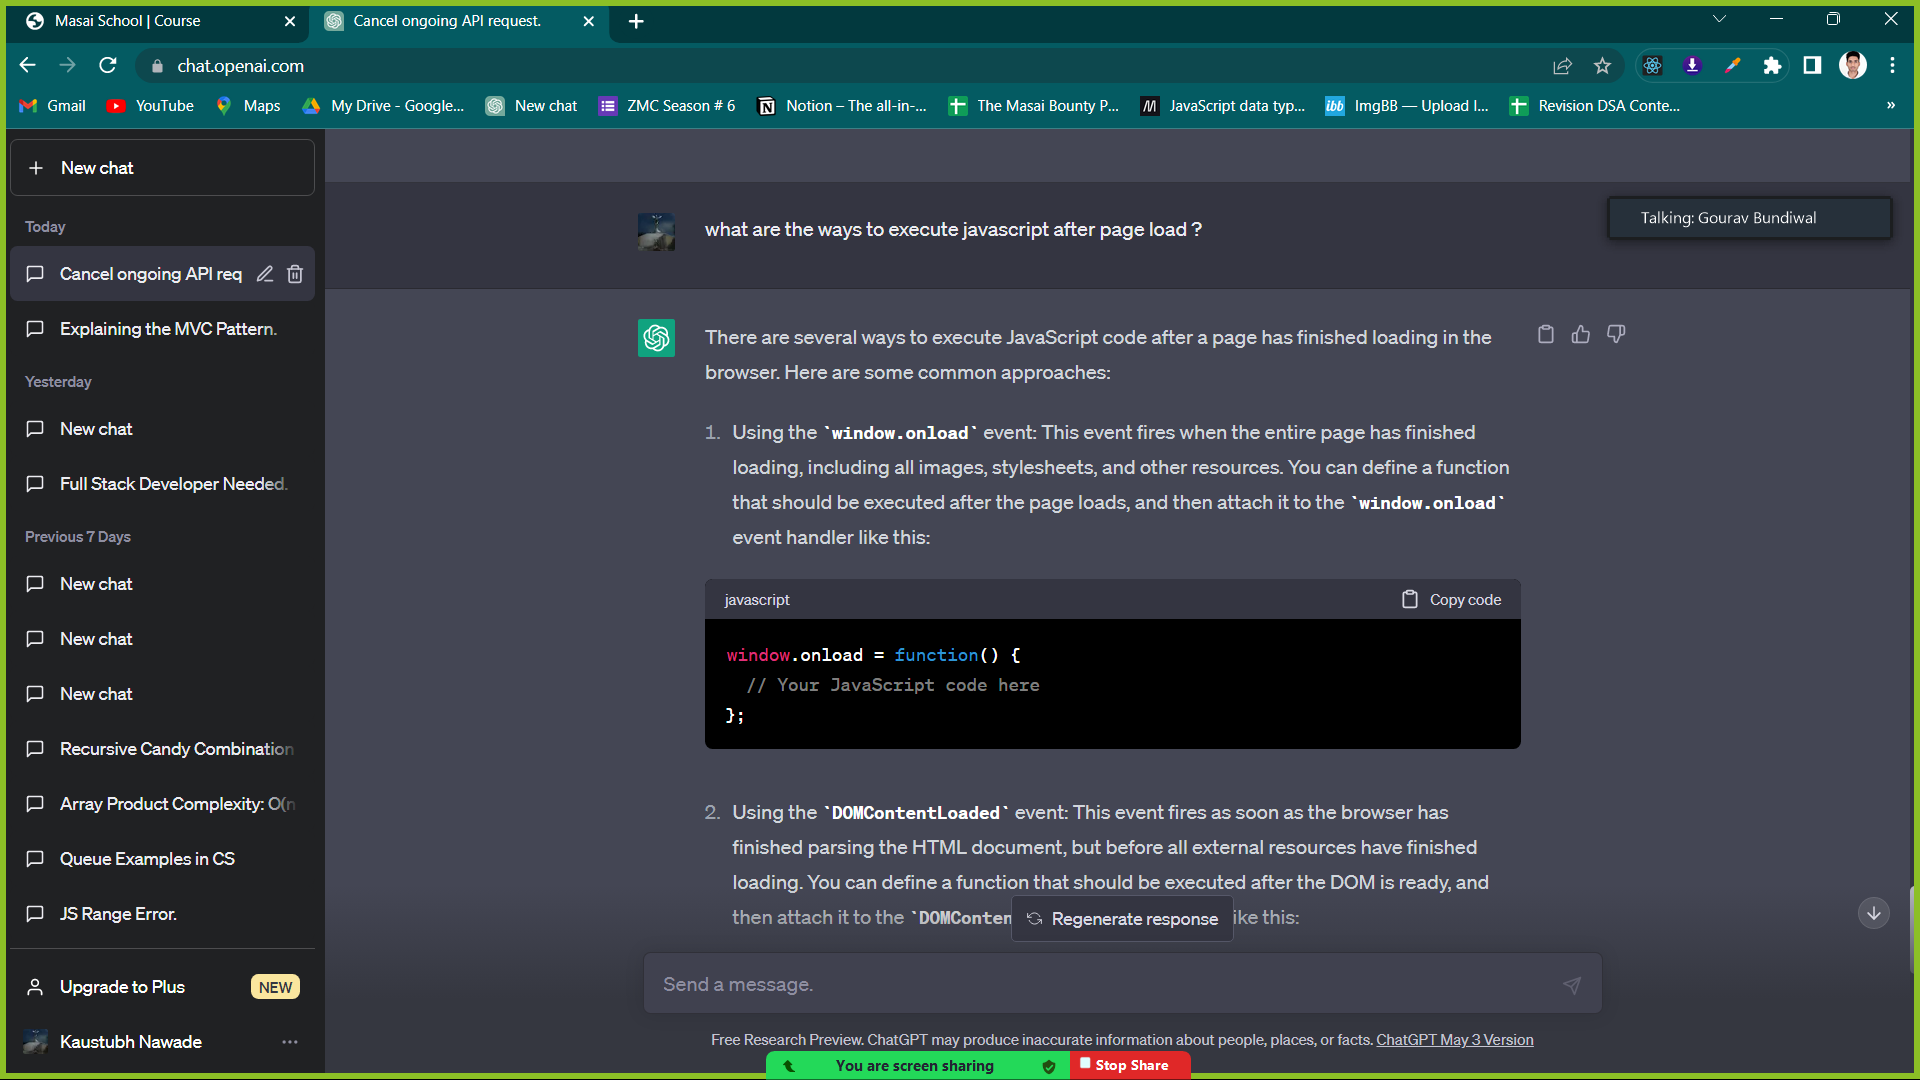 Masai School | Course
Cancel ongoing API request.
chat.openai.com
Gmail
YouTube
Maps
My Drive - Google...
New chat
ZMC Season # 6
Notion – The all-in-...
The Masai Bounty P...
JavaScript data typ...
ibb
ImgBB — Upload I...
Revision DSA Conte...
»
New chat
Today
Cancel ongoing API req
Explaining the MVC Pattern.
Yesterday
New chat
Full Stack Developer Needed.
Previous 7 Days
New chat
New chat
New chat
Recursive Candy Combination
Array Product Complexity: O(n
Queue Examples in CS
JS Range Error.
Upgrade to Plus
NEW
Kaustubh Nawade
what are the ways to execute javascript after page load ?
Talking: Gourav Bundiwal
There are several ways to execute JavaScript code after a page has finished loading in the
browser. Here are some common approaches:
1. Using the `window.onload` event: This event fires when the entire page has finished
loading, including all images, stylesheets, and other resources. You can define a function
that should be executed after the page loads, and then attach it to the `window.onload`
event handler like this:
javascript
Copy code
window.onload = function() {
// Your JavaScript code here
};
2. Using the `DOMContentLoaded` event: This event fires as soon as the browser has
finished parsing the HTML document, but before all external resources have finished
loading. You can define a function that should be executed after the DOM is ready, and
then attach it to the `DOMConten
Regenerate response
ike this:
Send a message.
Free Research Preview. ChatGPT may produce inaccurate information about people, places, or facts. ChatGPT May 3 Version
You are screen sharing
Stop Share